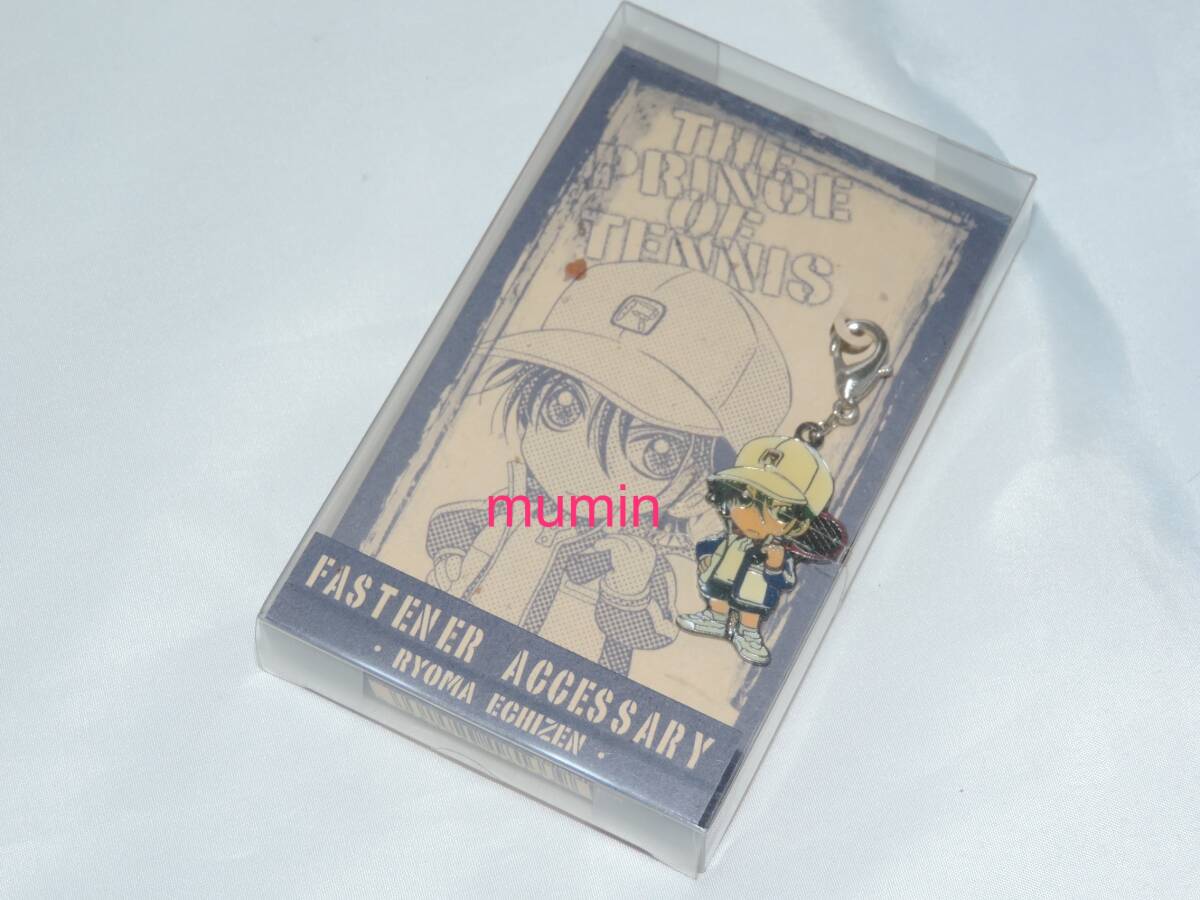 THE
PRINCE
OF
TENNIS
R
R
mumin
FASTENER ACCESSARY
· RYOMA ECHIZEN ·